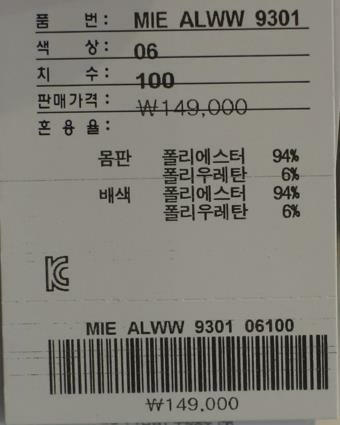 품 번: MIE ALWW 9301
색 상: 06
치 수: 100
판매가격: ₩149,000
혼 용 율:
몸판 폴리에스터 94%
폴리우레탄 6%
배색 폴리에스터 94%
폴리우레탄 6%
KC
MIE ALWW 9301 06100
₩149,000